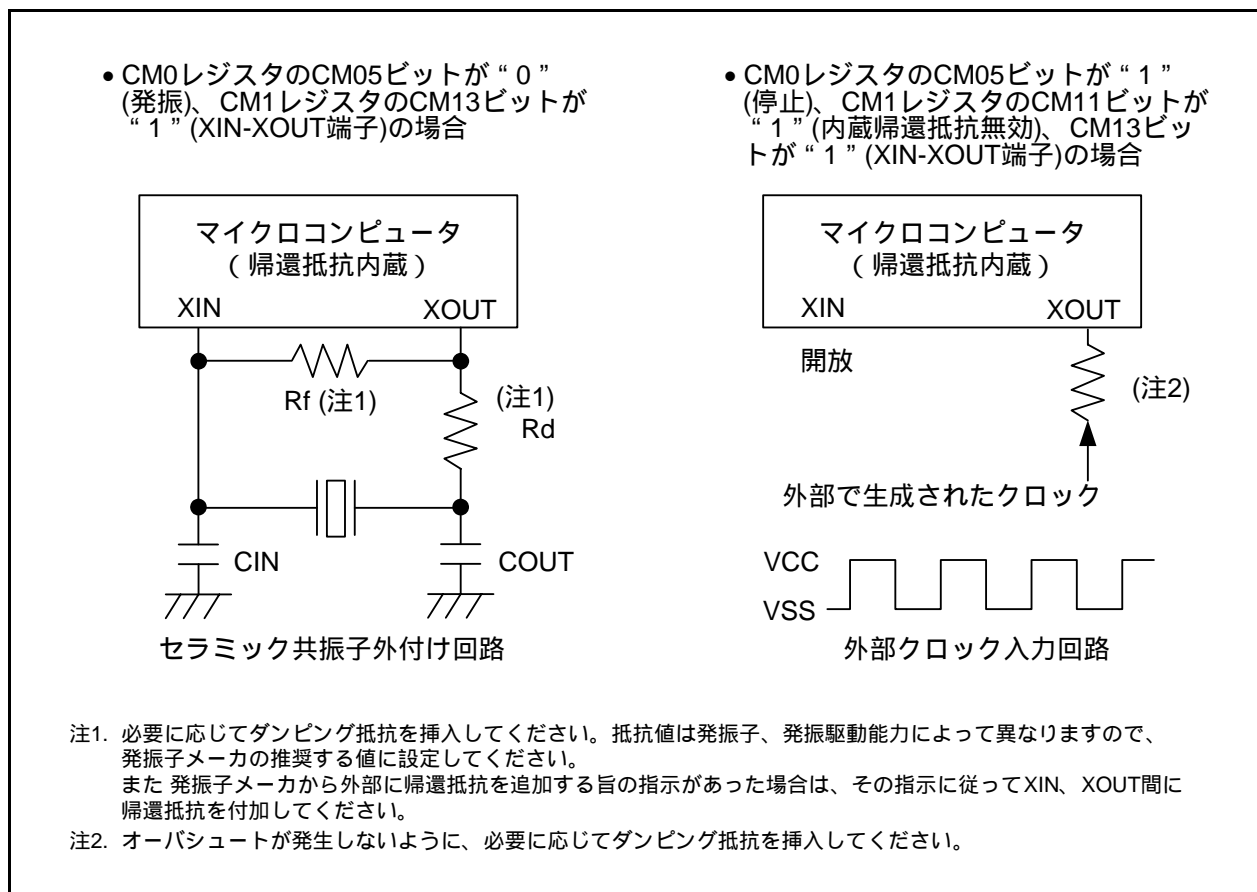 • CM0レジスタのCM05ビットが“0”
(発振)、CM1レジスタのCM13ビットが
“1”(XIN-XOUT端子)の場合
マイクロコンピュータ
(帰還抵抗内蔵)
XIN
XOUT
Rf (注1)
(注1)
Rd
CIN
COUT
セラミック共振子外付け回路
• CM0レジスタのCM05ビットが“1”
(停止)、CM1レジスタのCM11ビットが
“1”(内蔵帰還抵抗無効)、CM13ビッ
トが“1”(XIN-XOUT端子)の場合
マイクロコンピュータ
(帰還抵抗内蔵)
XIN
XOUT
開放
(注2)
外部で生成されたクロック
VCC
VSS
外部クロック入力回路
注1. 必要に応じてダンピング抵抗を挿入してください。抵抗値は発振子、発振駆動能力によって異なりますので、
発振子メーカの推奨する値に設定してください。
また 発振子メーカから外部に帰還抵抗を追加する旨の指示があった場合は、その指示に従ってXIN、XOUT間に
帰還抵抗を付加してください。
注2. オーバシュートが発生しないように、必要に応じてダンピング抵抗を挿入してください。